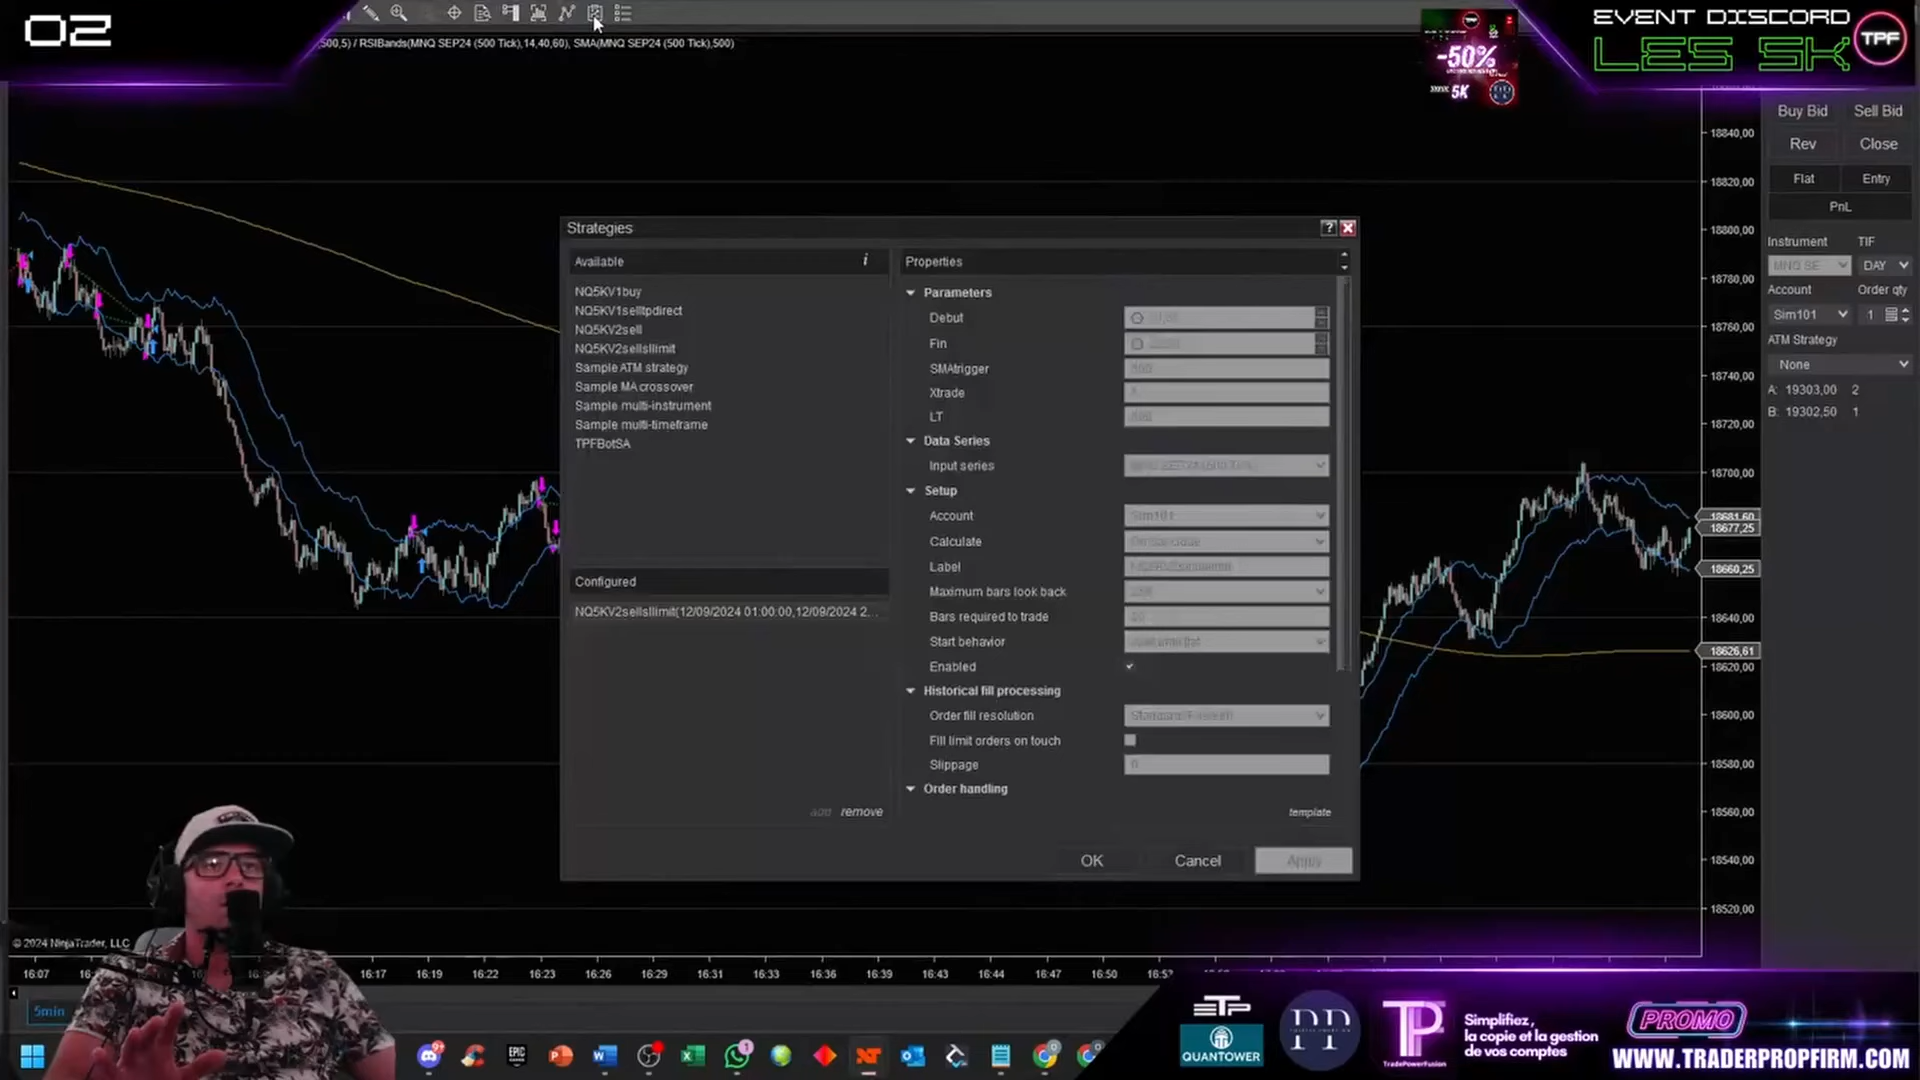 02
,500,5) / RSIBands(MNQ SEP24 (500 Tick),14,40,60), SMA(MNQ SEP24 (500 Tick),500)
-50%
5K
EVENT DISCORD
LES 5K
TPF
Strategies
Available
NQ5KV1buy
NQ5KV1selltpdirect
NQ5KV2sell
NQ5KV2sellsllimit
Sample ATM strategy
Sample MA crossover
Sample multi-instrument
Sample multi-timeframe
TPFBotSA
Configured
NQ5KV2sellsllimit(12/09/2024 01:00:00,12/09/2024 2...
add remove
Properties
Parameters
Debut
Fin
SMAtrigger
Xtrade
LT
Data Series
Input series
Setup
Account Sim101
Calculate
Label
Maximum bars look back
Bars required to trade
Start behavior
Enabled
Historical fill processing
Order fill resolution
Fill limit orders on touch
Slippage 0
Order handling
template
OK Cancel Apply
18840,00
18820,00
18800,00
18780,00
18760,00
18740,00
18720,00
18700,00
18681,60
18677,25
18660,25
18640,00
18626,61
18620,00
18600,00
18580,00
18560,00
18540,00
18520,00
Buy Bid Sell Bid
Rev Close
Flat Entry
PnL
Instrument TIF
MNQ SE DAY
Account Order qty
Sim101 1
ATM Strategy
None
A: 19303,00 2
B: 19302,50 1
© 2024 NinjaTrader, LLC
16:07 16:17 16:19 16:22 16:23 16:26 16:29 16:31 16:33 16:36 16:39 16:43 16:44 16:47 16:50
5min
EPIC
QUANTOWER
TradePowerFusion
Simplifiez,
la copie et la gestion
de vos comptes
PROMO
WWW.TRADERPROPFIRM.COM